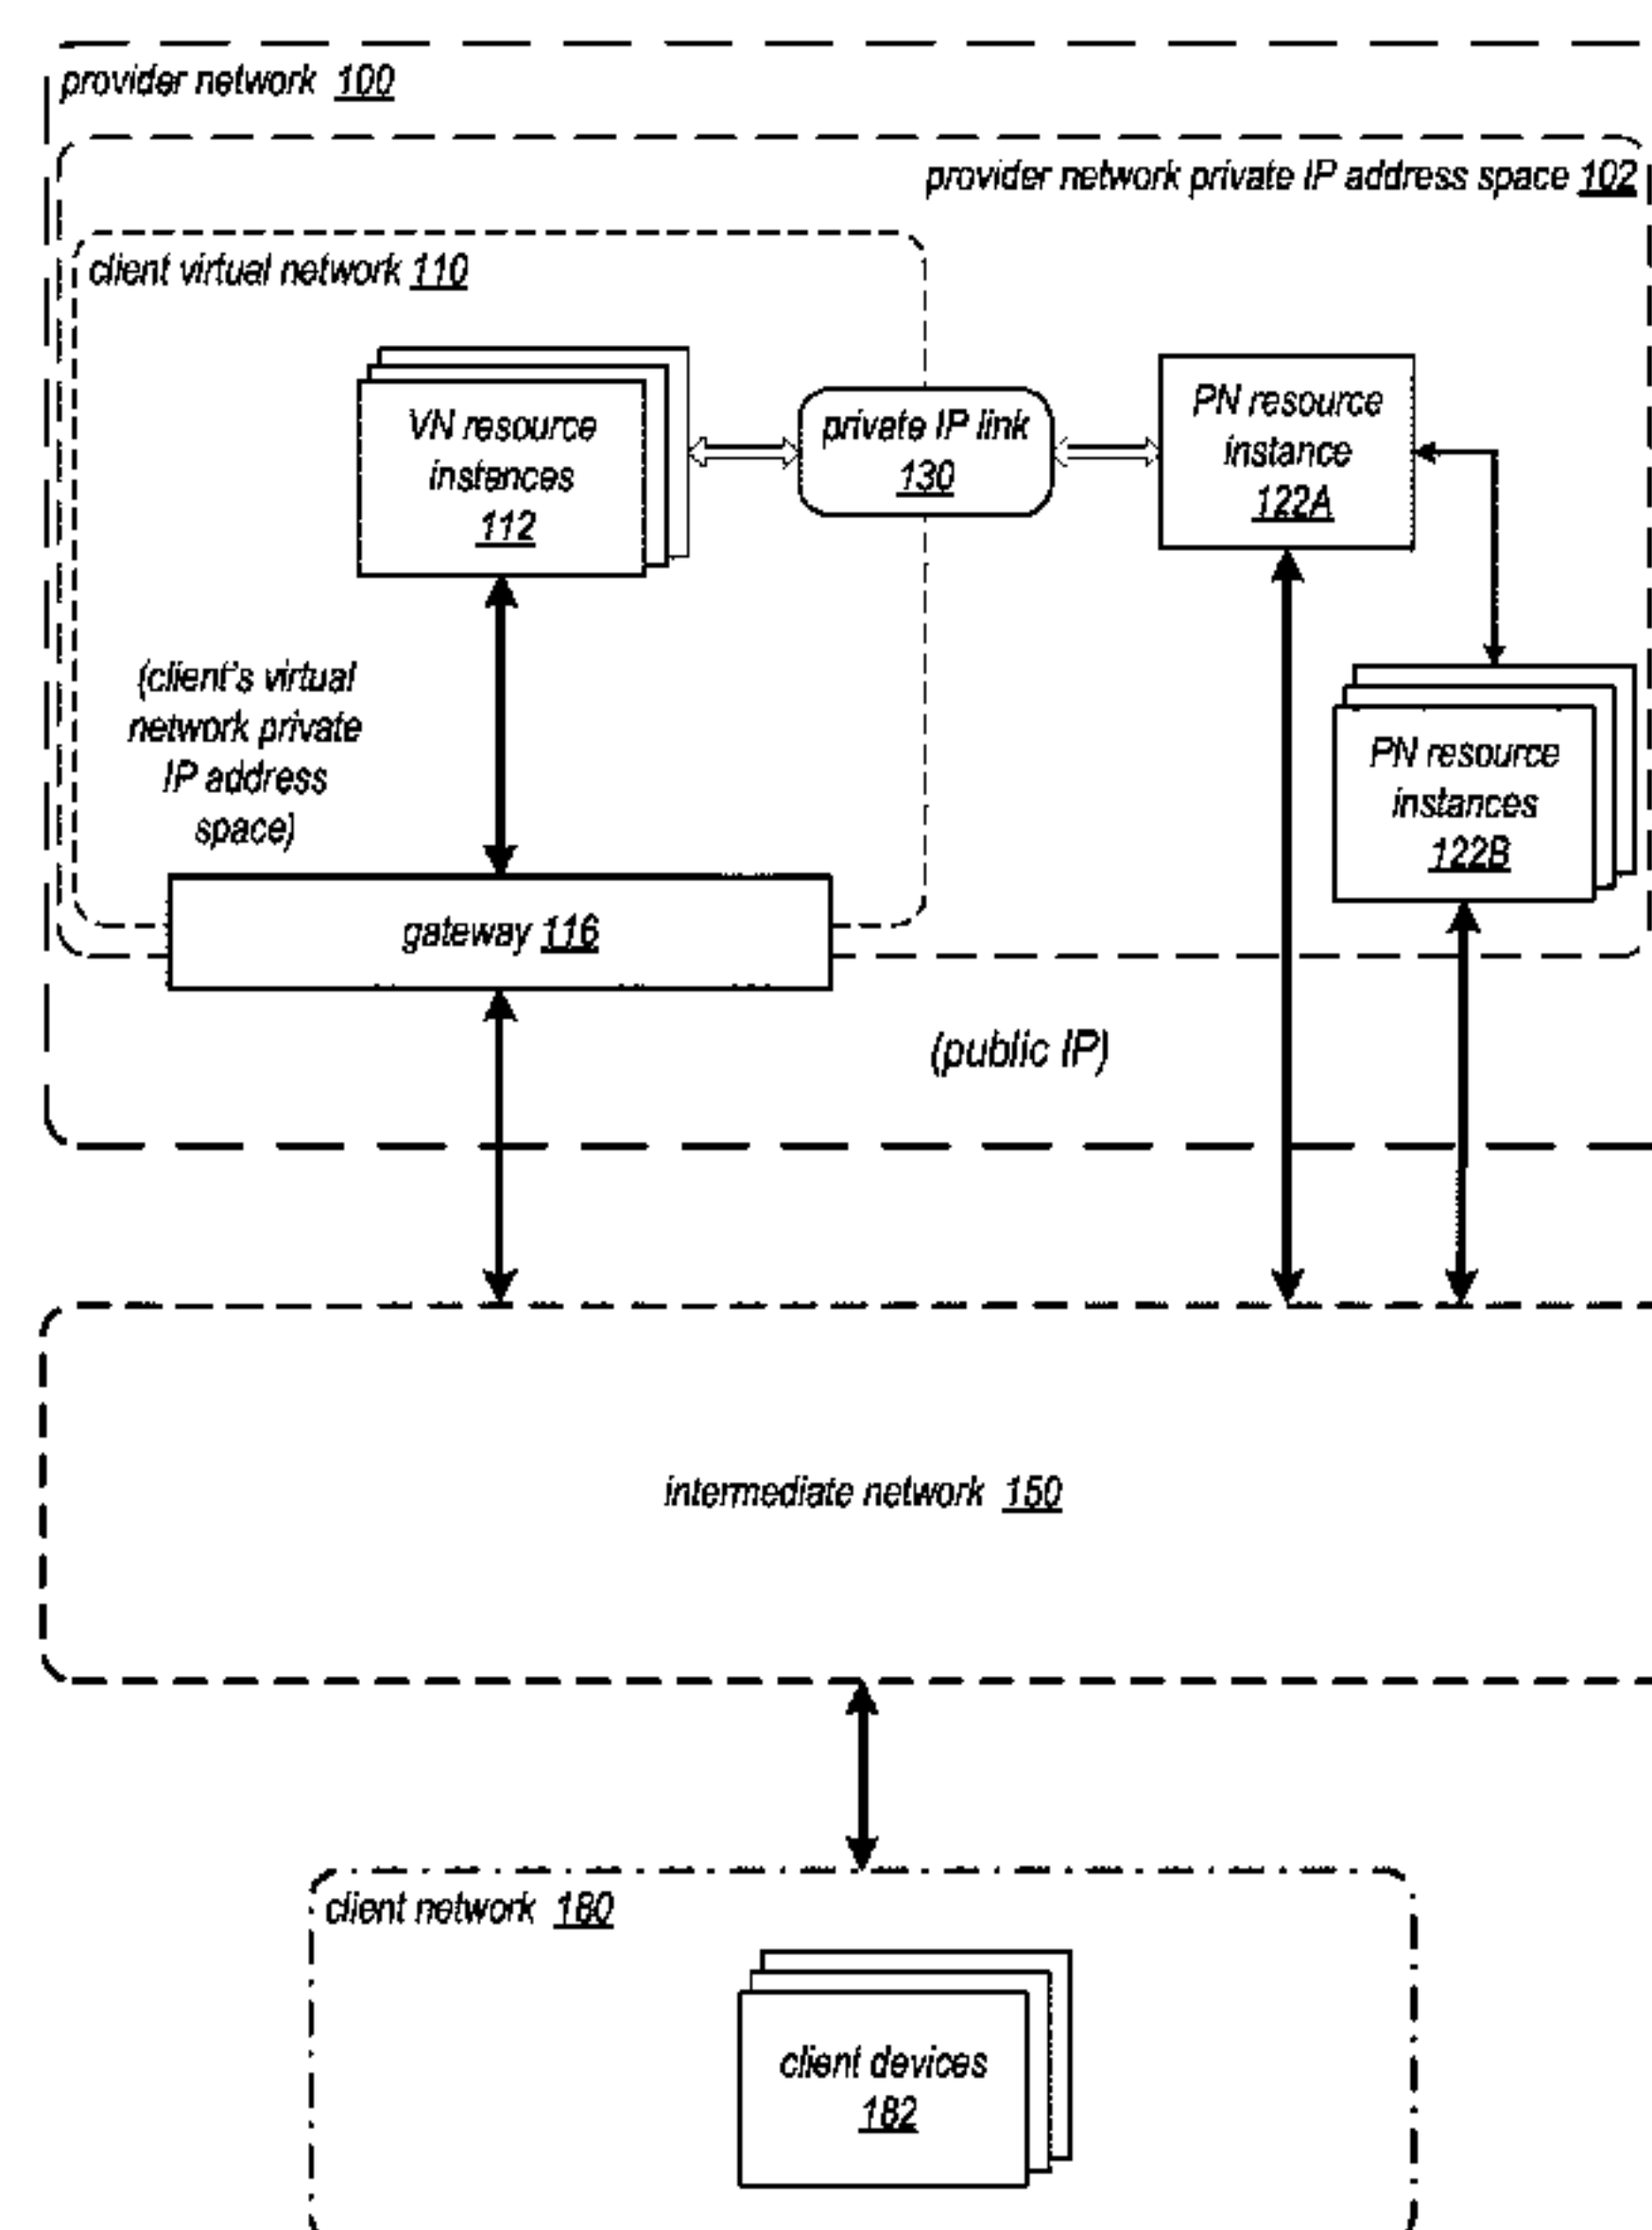 provider network 100
provider network private IP address space 102
client virtual network 110
VN resource
instances
112
private IP link
130
PN resource
instance
122A
(client's virtual
network private
IP address
space)
PN resource
instances
122B
gateway 116
(public IP)
intermediate network 150
client network 180
client devices
182